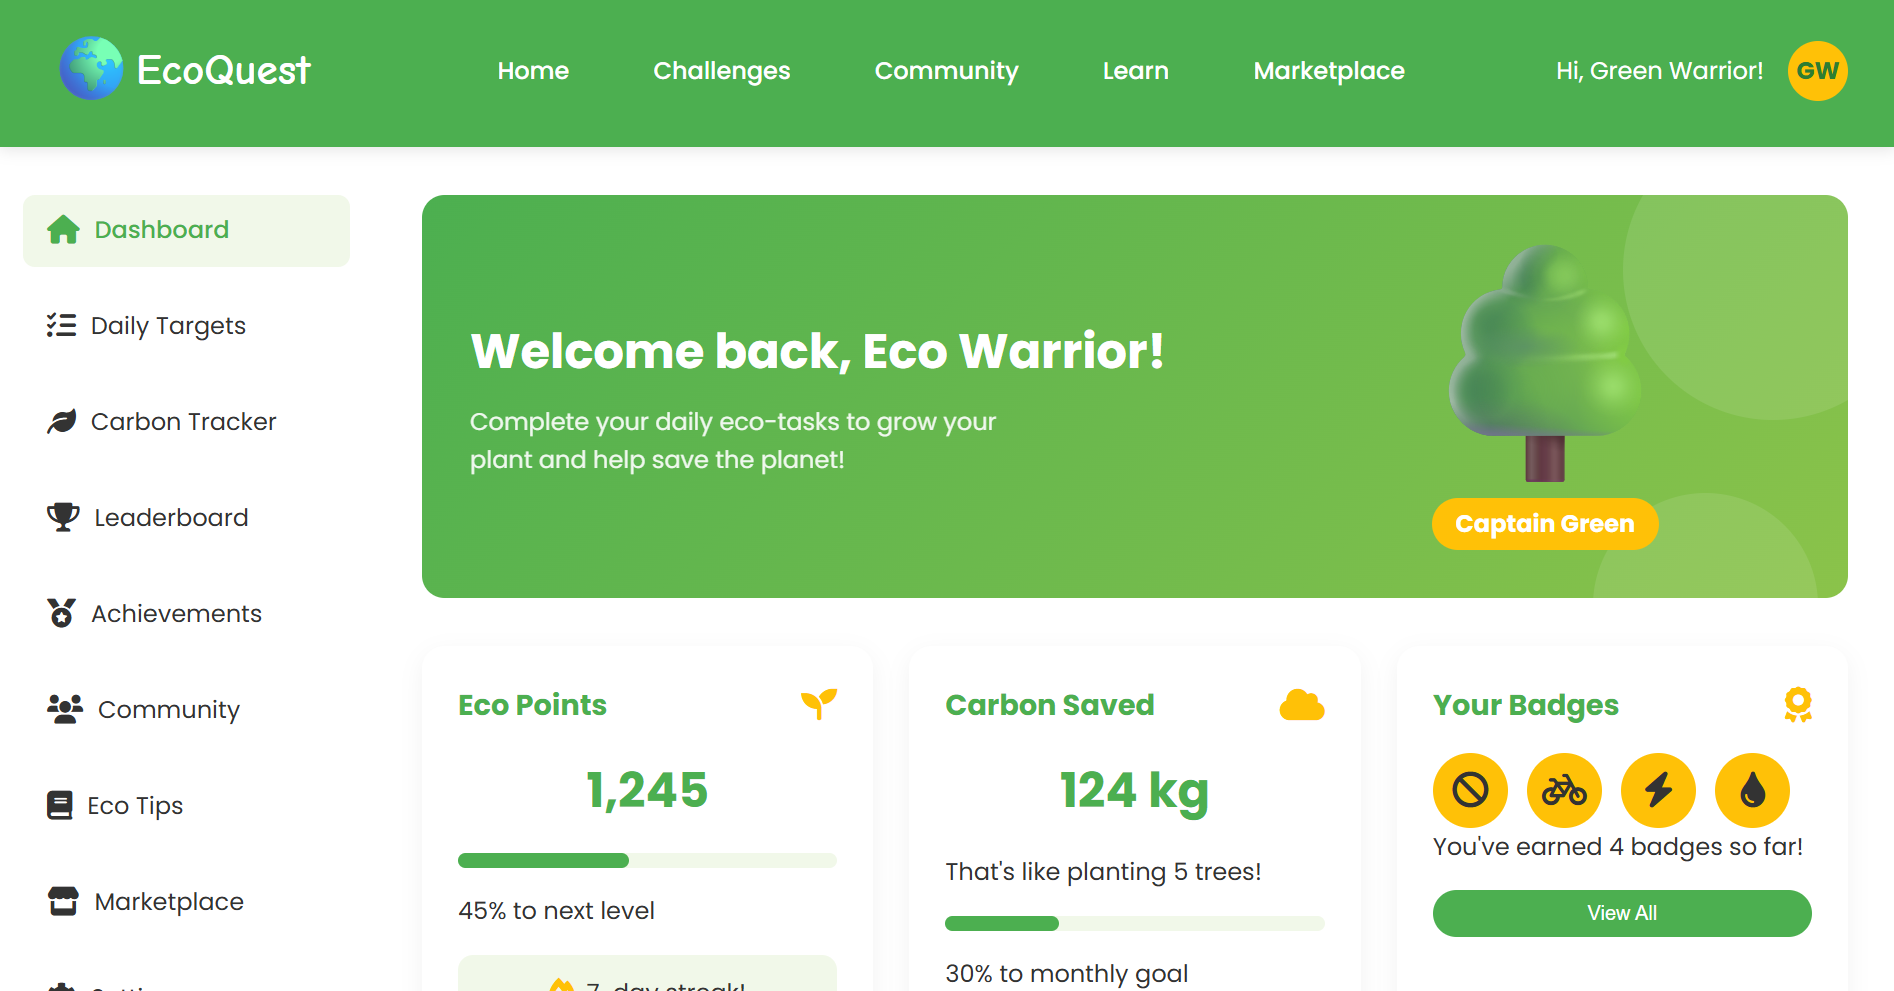 EcoQuest
Home
Challenges
Community
Learn
Marketplace
Hi, Green Warrior!
GW
Dashboard
Daily Targets
Carbon Tracker
Leaderboard
Achievements
Community
Eco Tips
Marketplace
Welcome back, Eco Warrior!
Complete your daily eco-tasks to grow your
plant and help save the planet!
Captain Green
Eco Points
1,245
45% to next level
7-day streak!
Carbon Saved
124 kg
That's like planting 5 trees!
30% to monthly goal
Your Badges
You've earned 4 badges so far!
View All